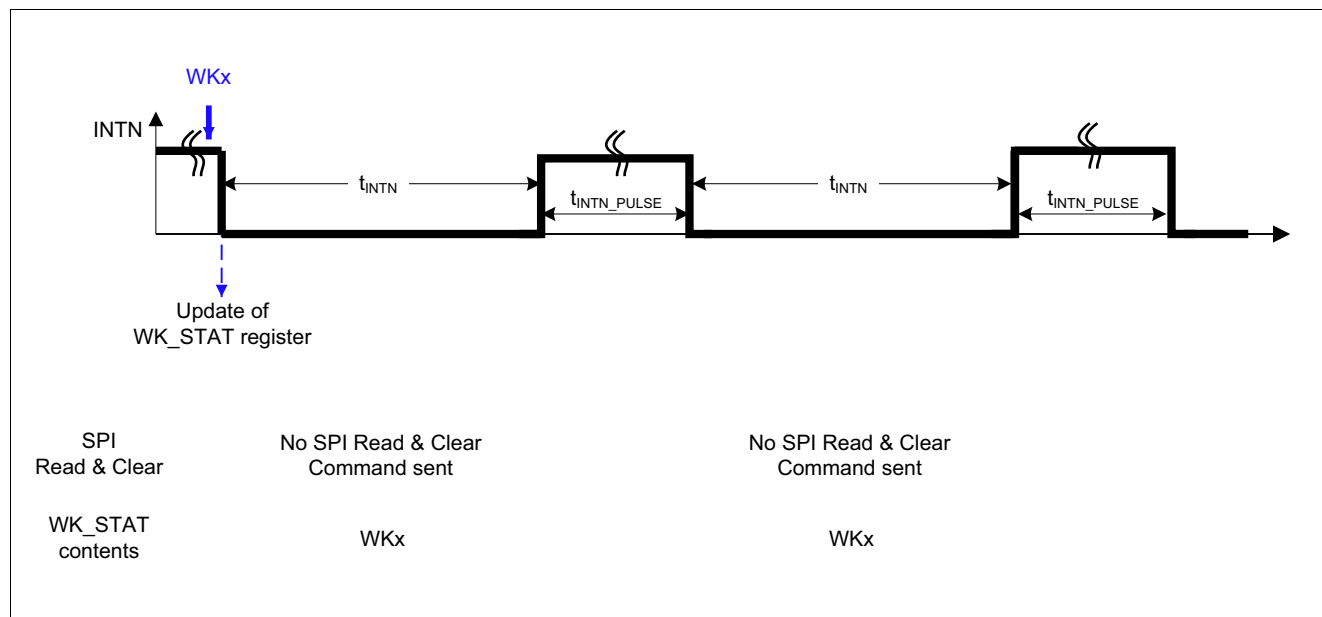 WKx
INTN
tINTN
tINTN
tINTN_PULSE
tINTN_PULSE
Update of
WK_STAT register
SPI
Read & Clear
No SPI Read & Clear
Command sent
No SPI Read & Clear
Command sent
WK_STAT
contents
WKx
WKx